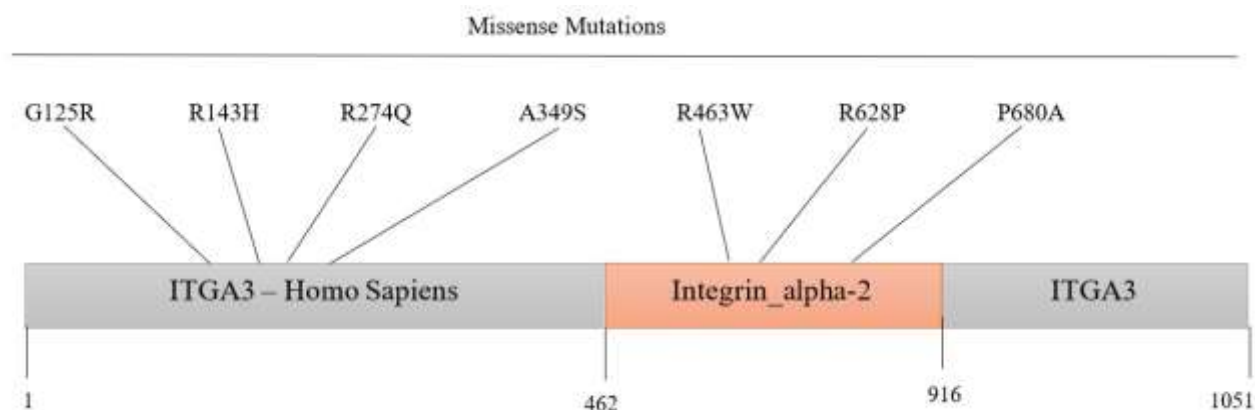 Missense Mutations
G125R R143H R274Q A349S R463W R628P P680A
ITGA3 – Homo Sapiens Integrin_alpha-2 ITGA3
1 462 916 1051